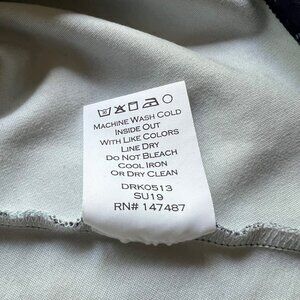 Machine Wash Cold
Inside Out
With Like Colors
Line Dry
Do Not Bleach
Cool Iron
Or Dry Clean
DRK0513
SU19
RN# 147487